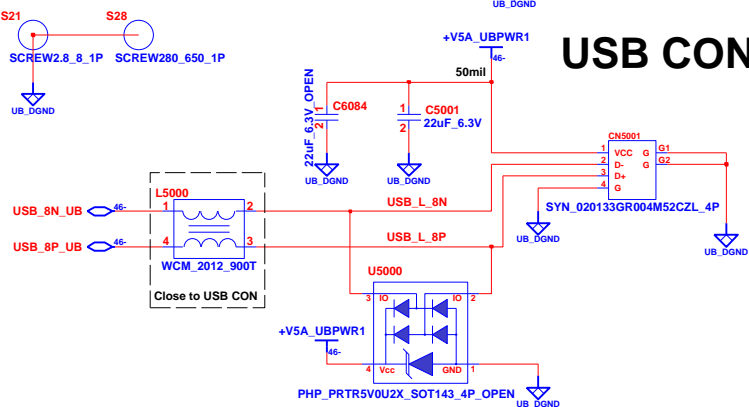 S21
S28
SCREW2.8_8_1P
SCREW280_650_1P
UB_DGND
UB_DGND
+V5A_UBPWR1
46-
USB CON
50mil
22uF_6.3V_OPEN
1
2
C6084
1
2
C5001
22uF_6.3V
UB_DGND
UB_DGND
CN5001
1
2
3
4
VCC
D-
D+
G
G
G
G1
G2
SYN_020133GR004M52CZL_4P
UB_DGND
UB_DGND
L5000
USB_8N_UB
46-
1
2
USB_L_8N
USB_8P_UB
46-
4
3
USB_L_8P
WCM_2012_900T
Close to USB CON
U5000
3
IO
IO
2
+V5A_UBPWR1
46-
4
Vcc
GND
1
PHP_PRTR5V0U2X_SOT143_4P_OPEN
UB_DGND